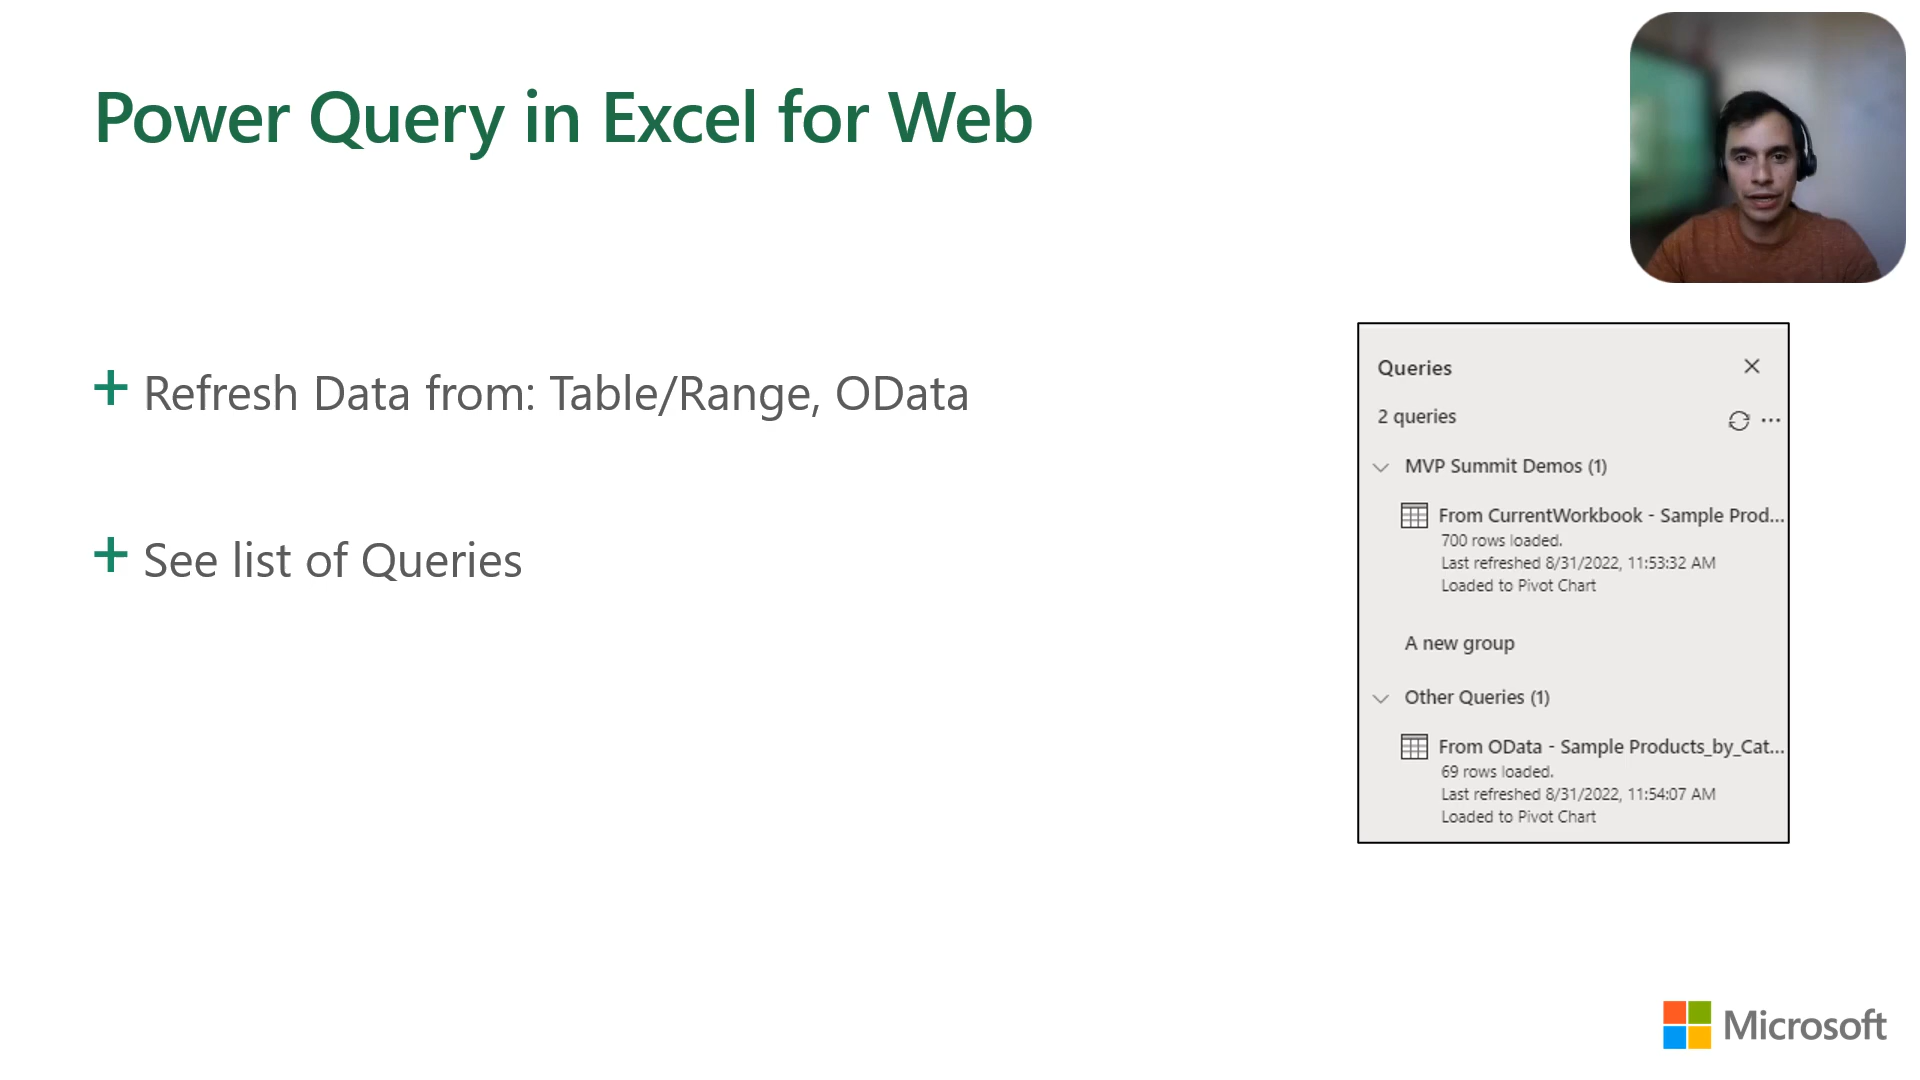 Power Query in Excel for Web
+ Refresh Data from: Table/Range, OData
+ See list of Queries
Queries
2 queries
MVP Summit Demos (1)
From CurrentWorkbook - Sample Prod...
700 rows loaded.
Last refreshed 8/31/2022, 11:53:32 AM
Loaded to Pivot Chart
A new group
Other Queries (1)
From OData - Sample Products_by_Cat...
69 rows loaded.
Last refreshed 8/31/2022, 11:54:07 AM
Loaded to Pivot Chart
Microsoft